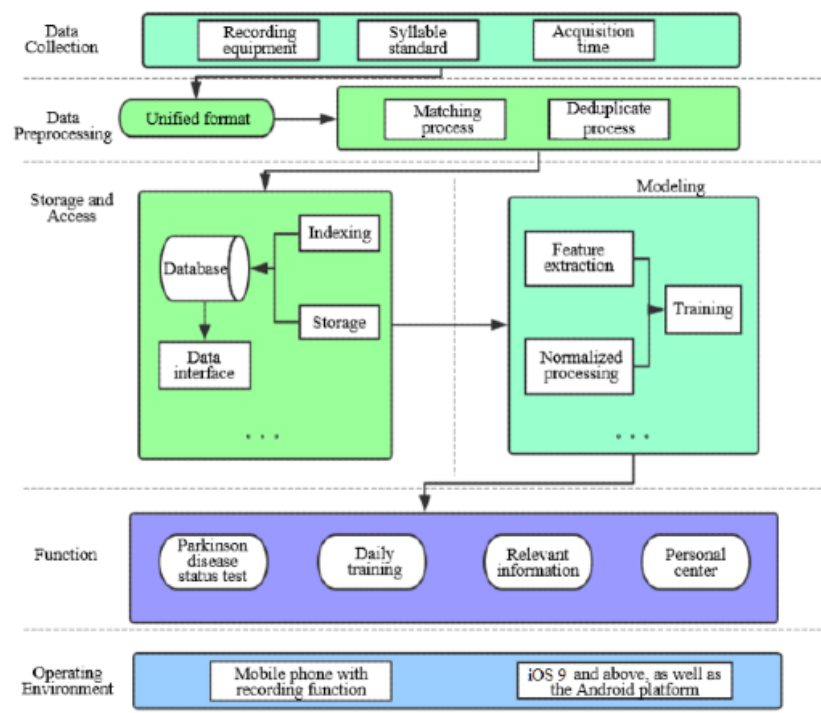 Data
Collection
Recording
equipment
Syllable
standard
Acquisition
time
Data
Preprocessing
Unified format
Matching
process
Deduplicate
process
Storage and
Access
Modeling
Database
Indexing
Storage
Data
interface
. . .
Feature
extraction
Normalized
processing
Training
. . .
Function
Parkinson
disease
status test
Daily
training
Relevant
information
Personal
center
Operating
Environment
Mobile phone with
recording function
iOS 9 and above, as well as
the Android platform